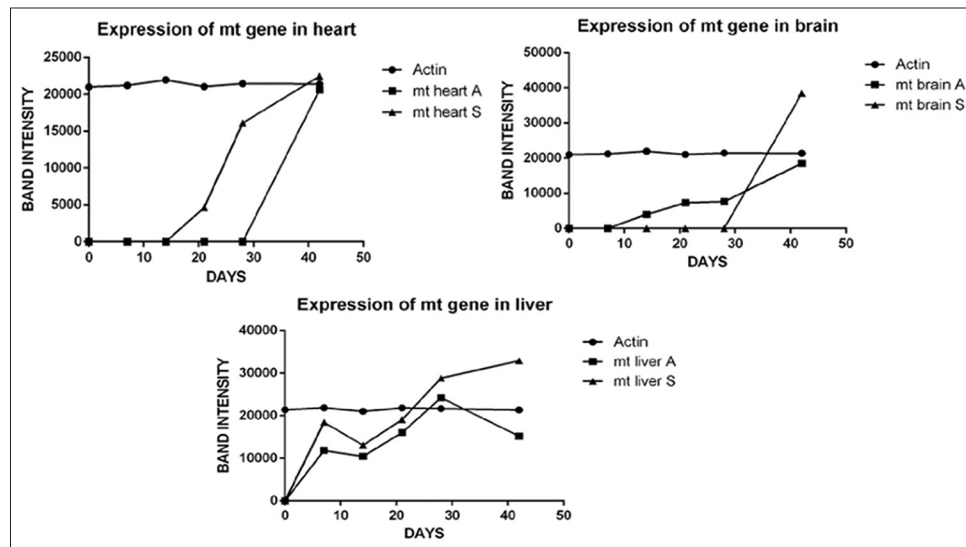 Expression of mt gene in heart
25000
20000
15000
10000
5000
0
BAND INTENSITY
0 10 20 30 40 50
DAYS
Actin
mt heart A
mt heart S
Expression of mt gene in brain
50000
40000
30000
20000
10000
0
BAND INTENSITY
0 10 20 30 40 50
DAYS
Actin
mt brain A
mt brain S
Expression of mt gene in liver
40000
30000
20000
10000
0
BAND INTENSITY
0 10 20 30 40 50
DAYS
Actin
mt liver A
mt liver S